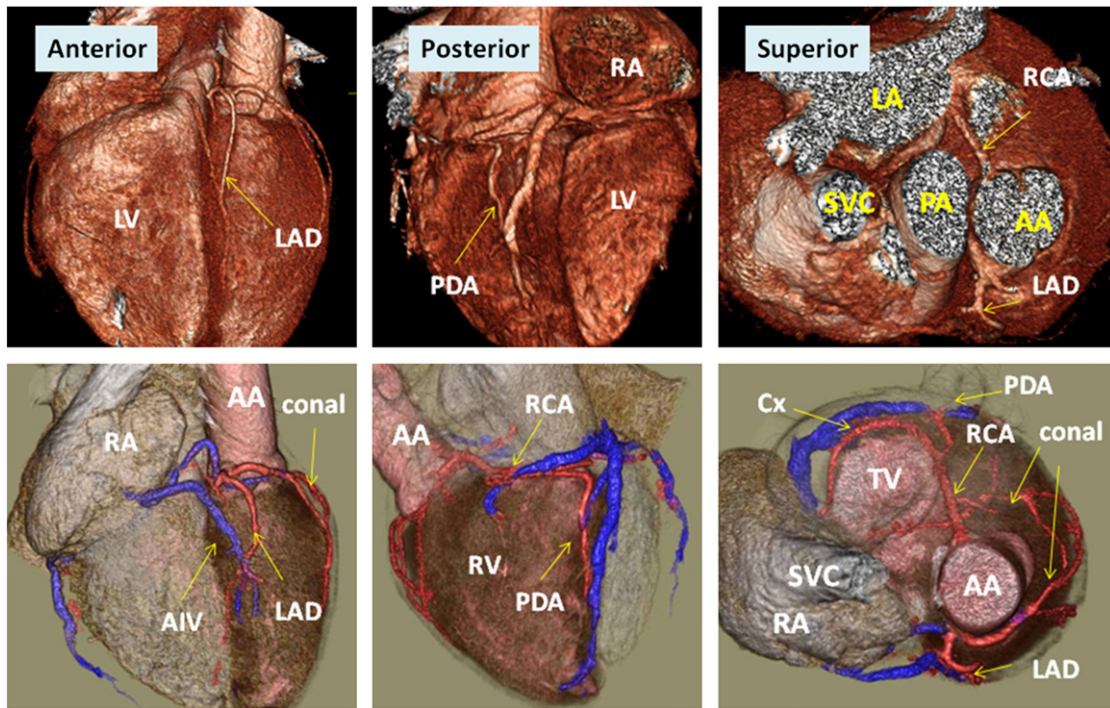 Anterior
LV
LAD
Posterior
RA
LV
PDA
Superior
RCA
LA
SVC
PA
AA
LAD
AA
conal
RA
AIV
LAD
AA
RCA
RV
PDA
PDA
Cx
RCA
conal
TV
SVC
AA
RA
LAD